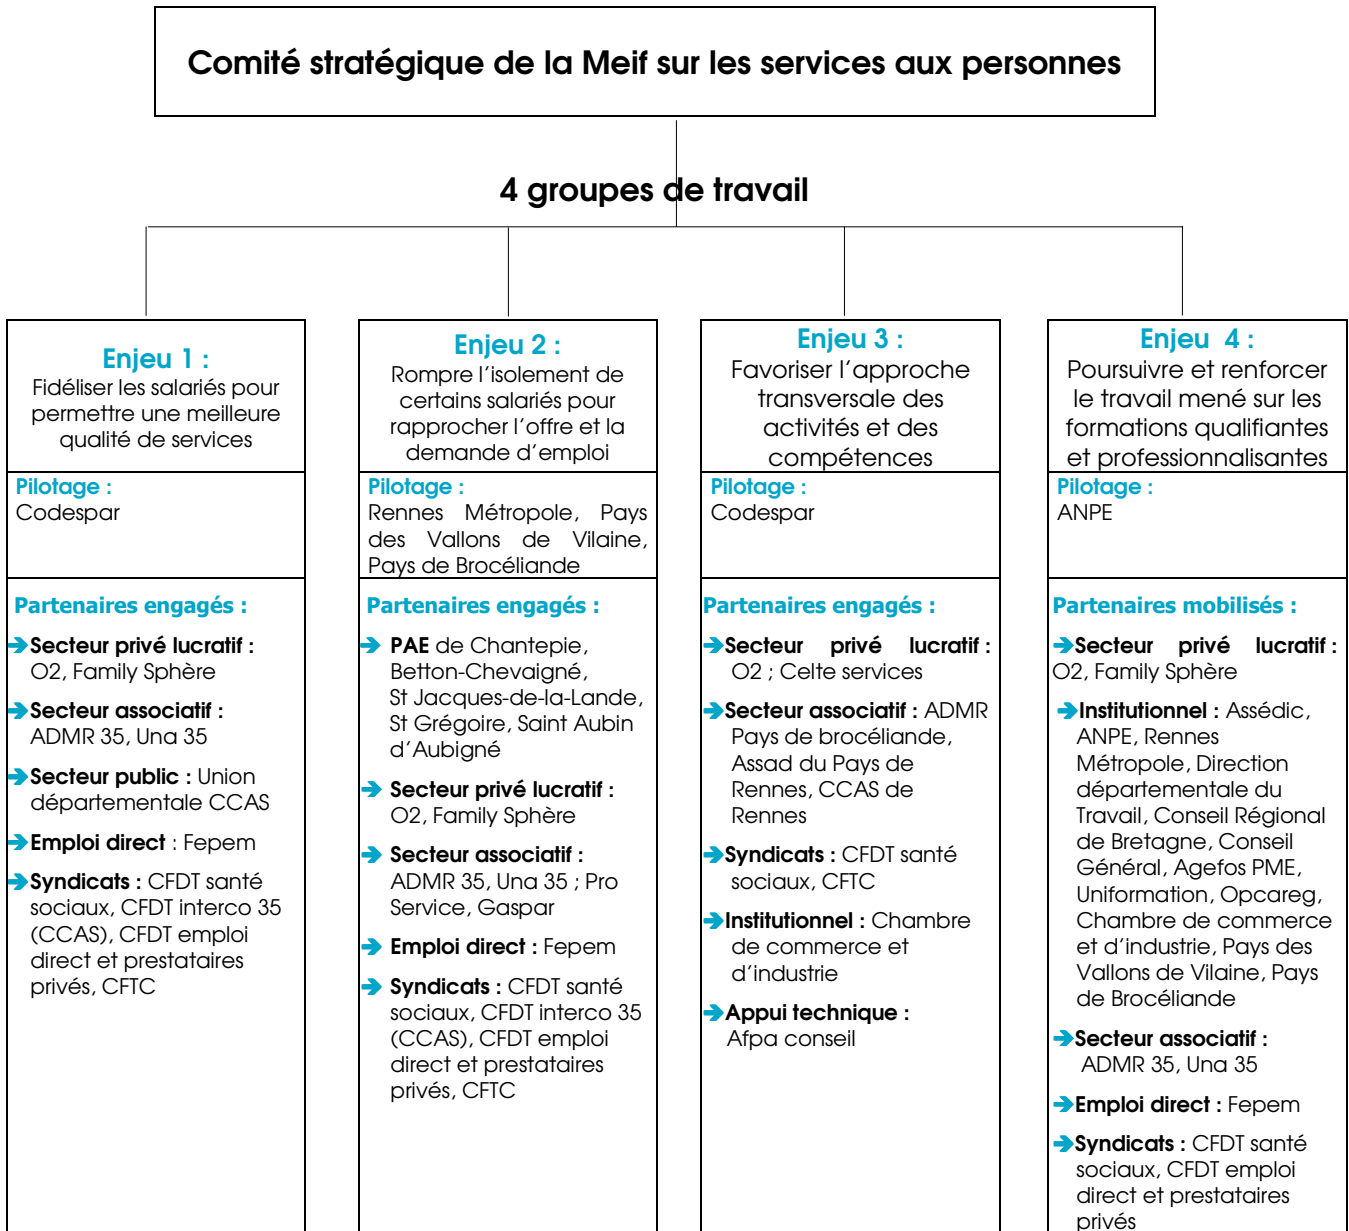 Comité stratégique de la Meif sur les services aux personnes
4 groupes de travail
Enjeu 1 :
Fidéliser les salariés pour
permettre une meilleure
qualité de services
Pilotage :
Codespar
Partenaires engagés :
➔Secteur privé lucratif :
O2, Family Sphère
➔Secteur associatif :
ADMR 35, Una 35
➔Secteur public : Union
départementale CCAS
➔Emploi direct : Fepem
➔Syndicats : CFDT santé
sociaux, CFDT interco 35
(CCAS), CFDT emploi
direct et prestataires
privés, CFTC
Enjeu 2 :
Rompre l’isolement de
certains salariés pour
rapprocher l’offre et la
demande d’emploi
Pilotage :
Rennes Métropole, Pays
des Vallons de Vilaine,
Pays de Brocéliande
Partenaires engagés :
➔ PAE de Chantepie,
Betton-Chevaigné,
St Jacques-de-la-Lande,
St Grégoire, Saint Aubin
d’Aubigné
➔ Secteur privé lucratif :
O2, Family Sphère
➔ Secteur associatif :
ADMR 35, Una 35 ; Pro
Service, Gaspar
➔ Emploi direct : Fepem
➔ Syndicats : CFDT santé
sociaux, CFDT interco 35
(CCAS), CFDT emploi
direct et prestataires
privés, CFTC
Enjeu 3 :
Favoriser l’approche
transversale des
activités et des
compétences
Pilotage :
Codespar
Partenaires engagés :
➔Secteur privé lucratif :
O2 ; Celte services
➔Secteur associatif : ADMR
Pays de brocéliande,
Assad du Pays de
Rennes, CCAS de
Rennes
➔Syndicats : CFDT santé
sociaux, CFTC
➔Institutionnel : Chambre
de commerce et
d’industrie
➔Appui technique :
Afpa conseil
Enjeu 4 :
Poursuivre et renforcer
le travail mené sur les
formations qualifiantes
et professionnalisantes
Pilotage :
ANPE
Partenaires mobilisés :
➔Secteur privé lucratif :
O2, Family Sphère
➔Institutionnel : Assédic,
ANPE, Rennes
Métropole, Direction
départementale du
Travail, Conseil Régional
de Bretagne, Conseil
Général, Agefos PME,
Uniformation, Opcareg,
Chambre de commerce
et d’industrie, Pays des
Vallons de Vilaine, Pays
de Brocéliande
➔Secteur associatif :
ADMR 35, Una 35
➔Emploi direct : Fepem
➔Syndicats : CFDT santé
sociaux, CFDT emploi
direct et prestataires
privés